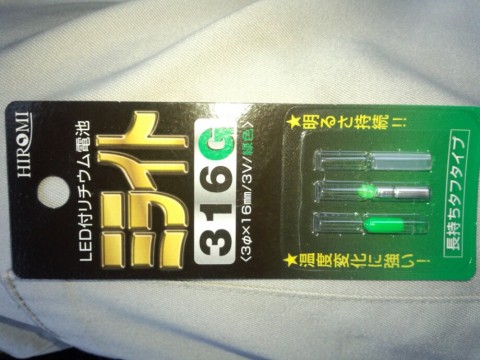 HIROMI
LED付リチウム電池
ミライト
316G
〈3φ×16mm/3V/緑色〉
★明るさ持続!!
★温度変化に強い!
長持ちタフタイプ